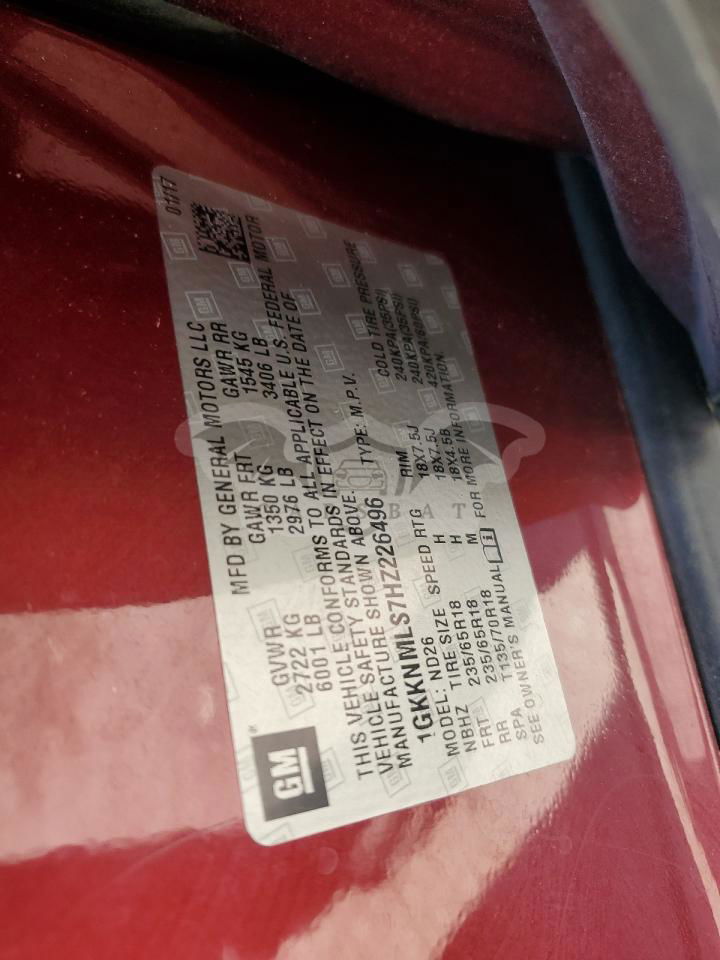 GM
MFD BY GENERAL MOTORS LLC 01/17
GVWR GAWR FRT GAWR RR
2722 KG 1350 KG 1545 KG
6001 LB 2976 LB 3406 LB
THIS VEHICLE CONFORMS TO ALL APPLICABLE U.S. FEDERAL MOTOR
VEHICLE SAFETY STANDARDS IN EFFECT ON THE DATE OF
MANUFACTURE SHOWN ABOVE. TYPE: M.P.V.
1GKKNMLS7HZ226496
MODEL: ND26
NBHZ TIRE SIZE SPEED RTG RIM COLD TIRE PRESSURE
FRT 235/65R18 H 18X7.5J 240KPA(35PSI)
RR 235/65R18 H 18X7.5J 240KPA(35PSI)
SPA T135/70R18 M 18X4.5B 420KPA(60PSI)
SEE OWNER'S MANUAL FOR MORE INFORMATION.
SBAT